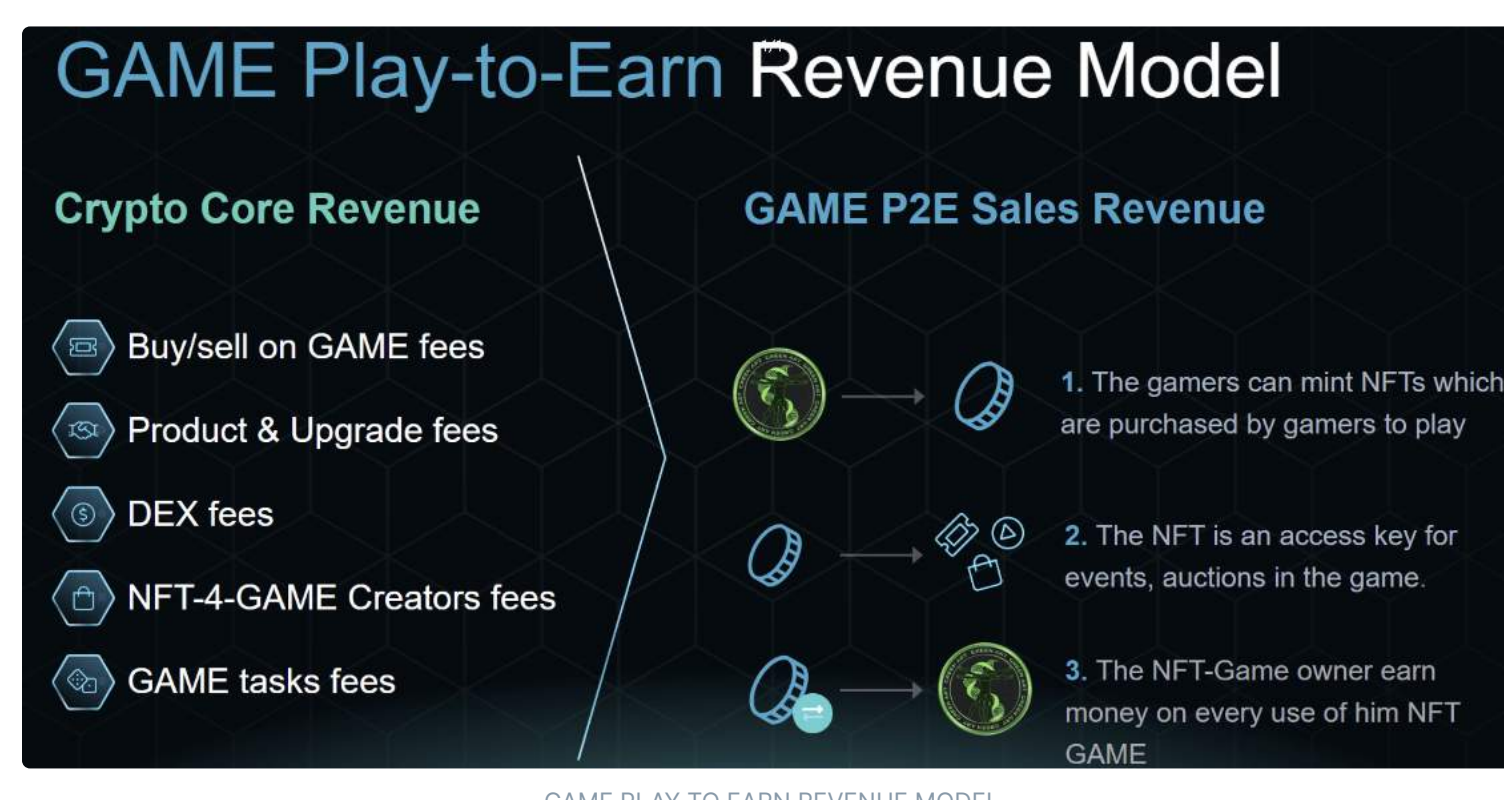 GAME Play-to-Earn Revenue Model
1/1
Crypto Core Revenue
Buy/sell on GAME fees
Product & Upgrade fees
DEX fees
NFT-4-GAME Creators fees
GAME tasks fees
GAME P2E Sales Revenue
1. The gamers can mint NFTs which
are purchased by gamers to play
2. The NFT is an access key for
events, auctions in the game.
3. The NFT-Game owner earn
money on every use of him NFT
GAME
GAME PLAY-TO-EARN REVENUE MODEL